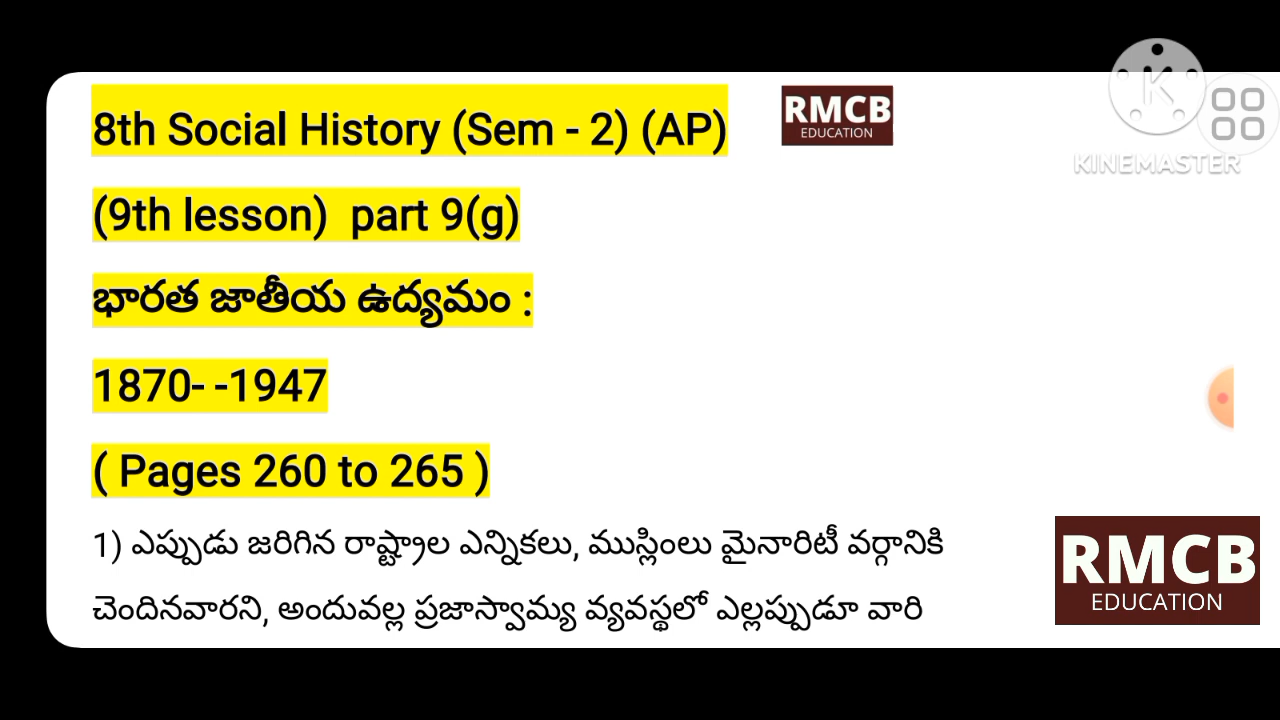 8th Social History (Sem - 2) (AP)
RMCB
EDUCATION
KINEMASTER
(9th lesson) part 9(g)
భారత జాతీయ ఉద్యమం :
1870- -1947
( Pages 260 to 265 )
1) ఎప్పుడు జరిగిన రాష్ట్రాల ఎన్నికలు, ముస్లింలు మైనారిటీ వర్గానికి
చెందినవారని, అందువల్ల ప్రజాస్వామ్య వ్యవస్థలో ఎల్లప్పుడూ వారి
RMCB
EDUCATION